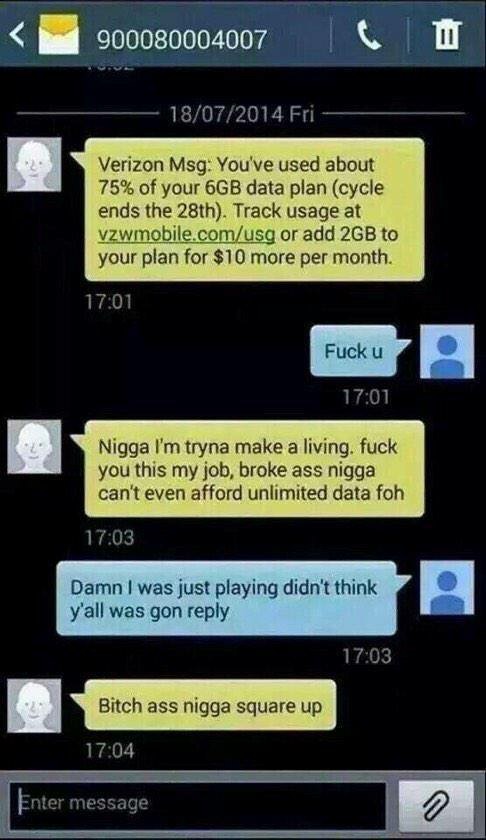 900080004007
18/07/2014 Fri
Verizon Msg: You've used about
75% of your 6GB data plan (cycle
ends the 28th). Track usage at
vzwmobile.com/usg or add 2GB to
your plan for $10 more per month.
17:01
Fuck u
17:01
Nigga I'm tryna make a living. fuck
you this my job, broke ass nigga
can't even afford unlimited data foh
17:03
Damn I was just playing didn't think
y'all was gon reply
17:03
Bitch ass nigga square up
17:04
Enter message